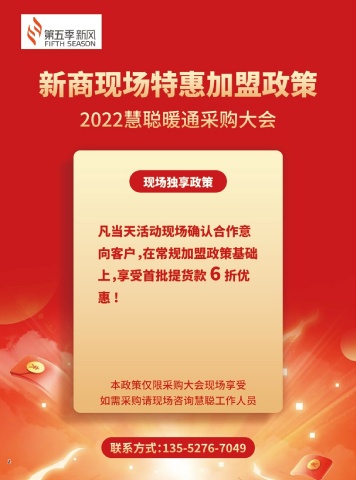 第五季新风
FIFTH SEASON
新商现场特惠加盟政策
2022慧聪暖通采购大会
现场独享政策
凡当天活动现场确认合作意
向客户,在常规加盟政策基础
上,享受首批提货款 6 折优
惠!
本政策仅限采购大会现场享受
如需采购请现场咨询慧聪工作人员
联系方式:135-5276-7049